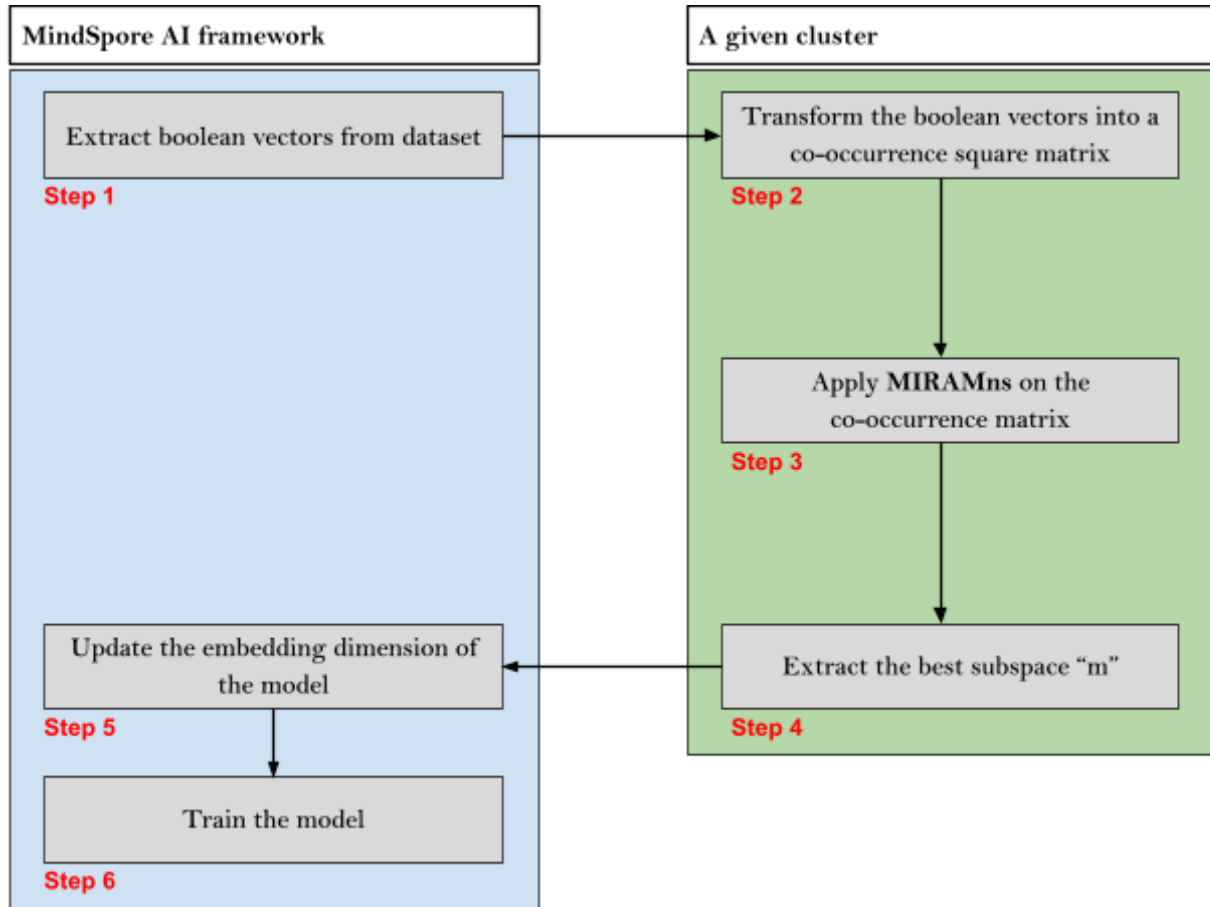 MindSpore AI framework
A given cluster
Extract boolean vectors from dataset
Step 1
Transform the boolean vectors into a
co-occurrence square matrix
Step 2
Apply MIRAMns on the
co-occurrence matrix
Step 3
Extract the best subspace “m”
Step 4
Update the embedding dimension of
the model
Step 5
Train the model
Step 6